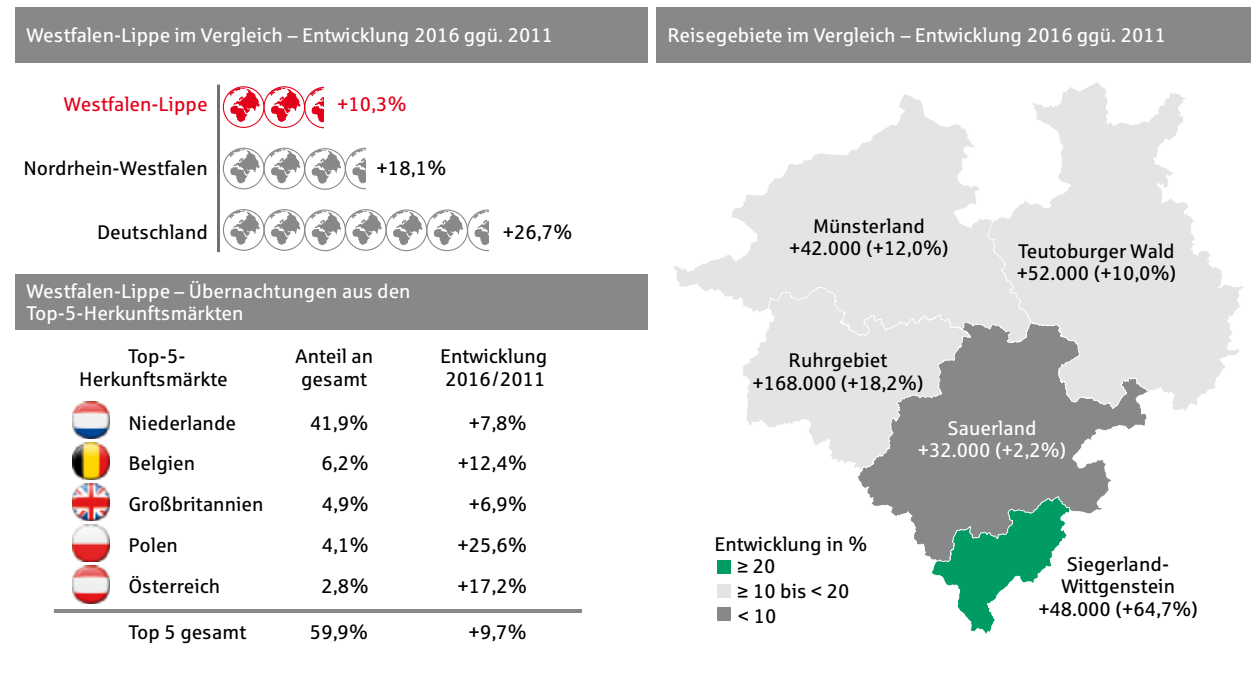 Westfalen-Lippe im Vergleich – Entwicklung 2016 ggü. 2011
Westfalen-Lippe +10,3%
Nordrhein-Westfalen +18,1%
Deutschland +26,7%
Westfalen-Lippe – Übernachtungen aus den
Top-5-Herkunftsmärkten
Top-5- Anteil an Entwicklung
Herkunftsmärkte gesamt 2016/2011
Niederlande 41,9% +7,8%
Belgien 6,2% +12,4%
Großbritannien 4,9% +6,9%
Polen 4,1% +25,6%
Österreich 2,8% +17,2%
Top 5 gesamt 59,9% +9,7%
Reisegebiete im Vergleich – Entwicklung 2016 ggü. 2011
Münsterland
+42.000 (+12,0%)
Teutoburger Wald
+52.000 (+10,0%)
Ruhrgebiet
+168.000 (+18,2%)
Sauerland
+32.000 (+2,2%)
Siegerland-
Wittgenstein
+48.000 (+64,7%)
Entwicklung in %
≥ 20
≥ 10 bis < 20
< 10